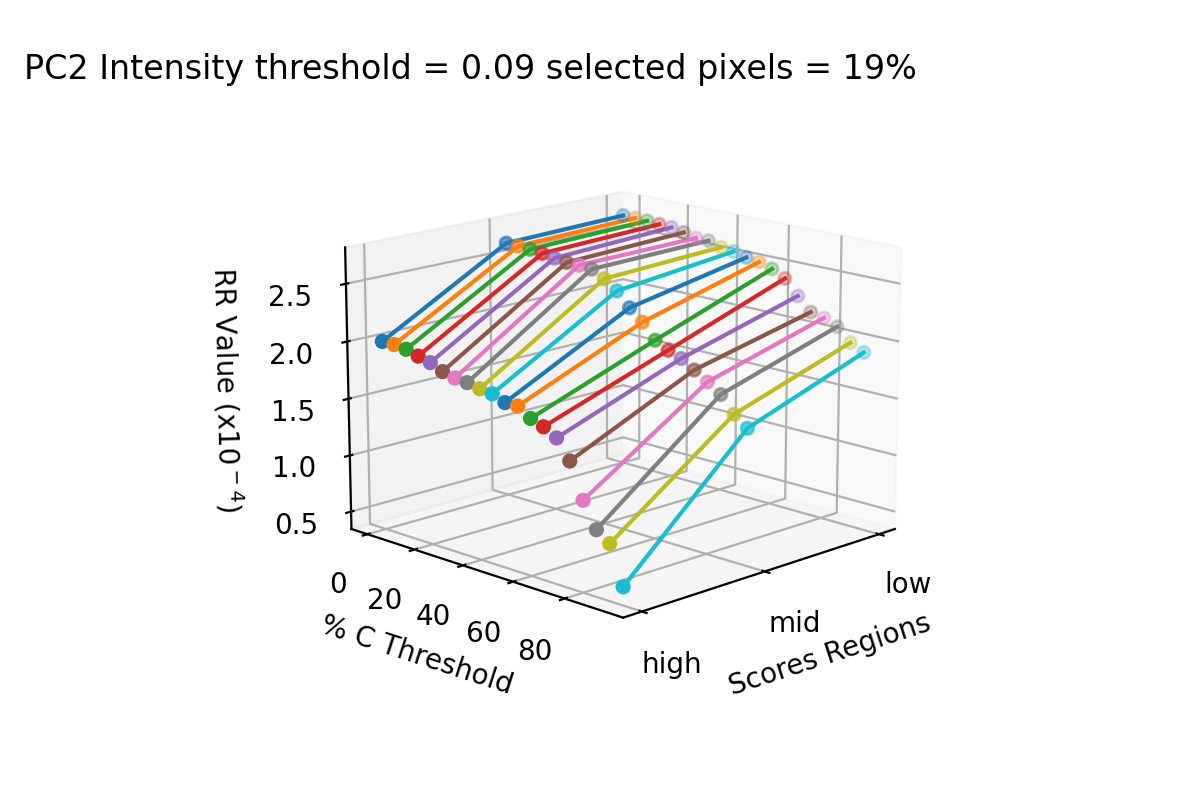 PC2 Intensity threshold = 0.09 selected pixels = 19%
RR Value (x10⁻⁴)
2.5
2.0
1.5
1.0
0.5
0
20
40
60
80
% C Threshold
high
mid
low
Scores Regions